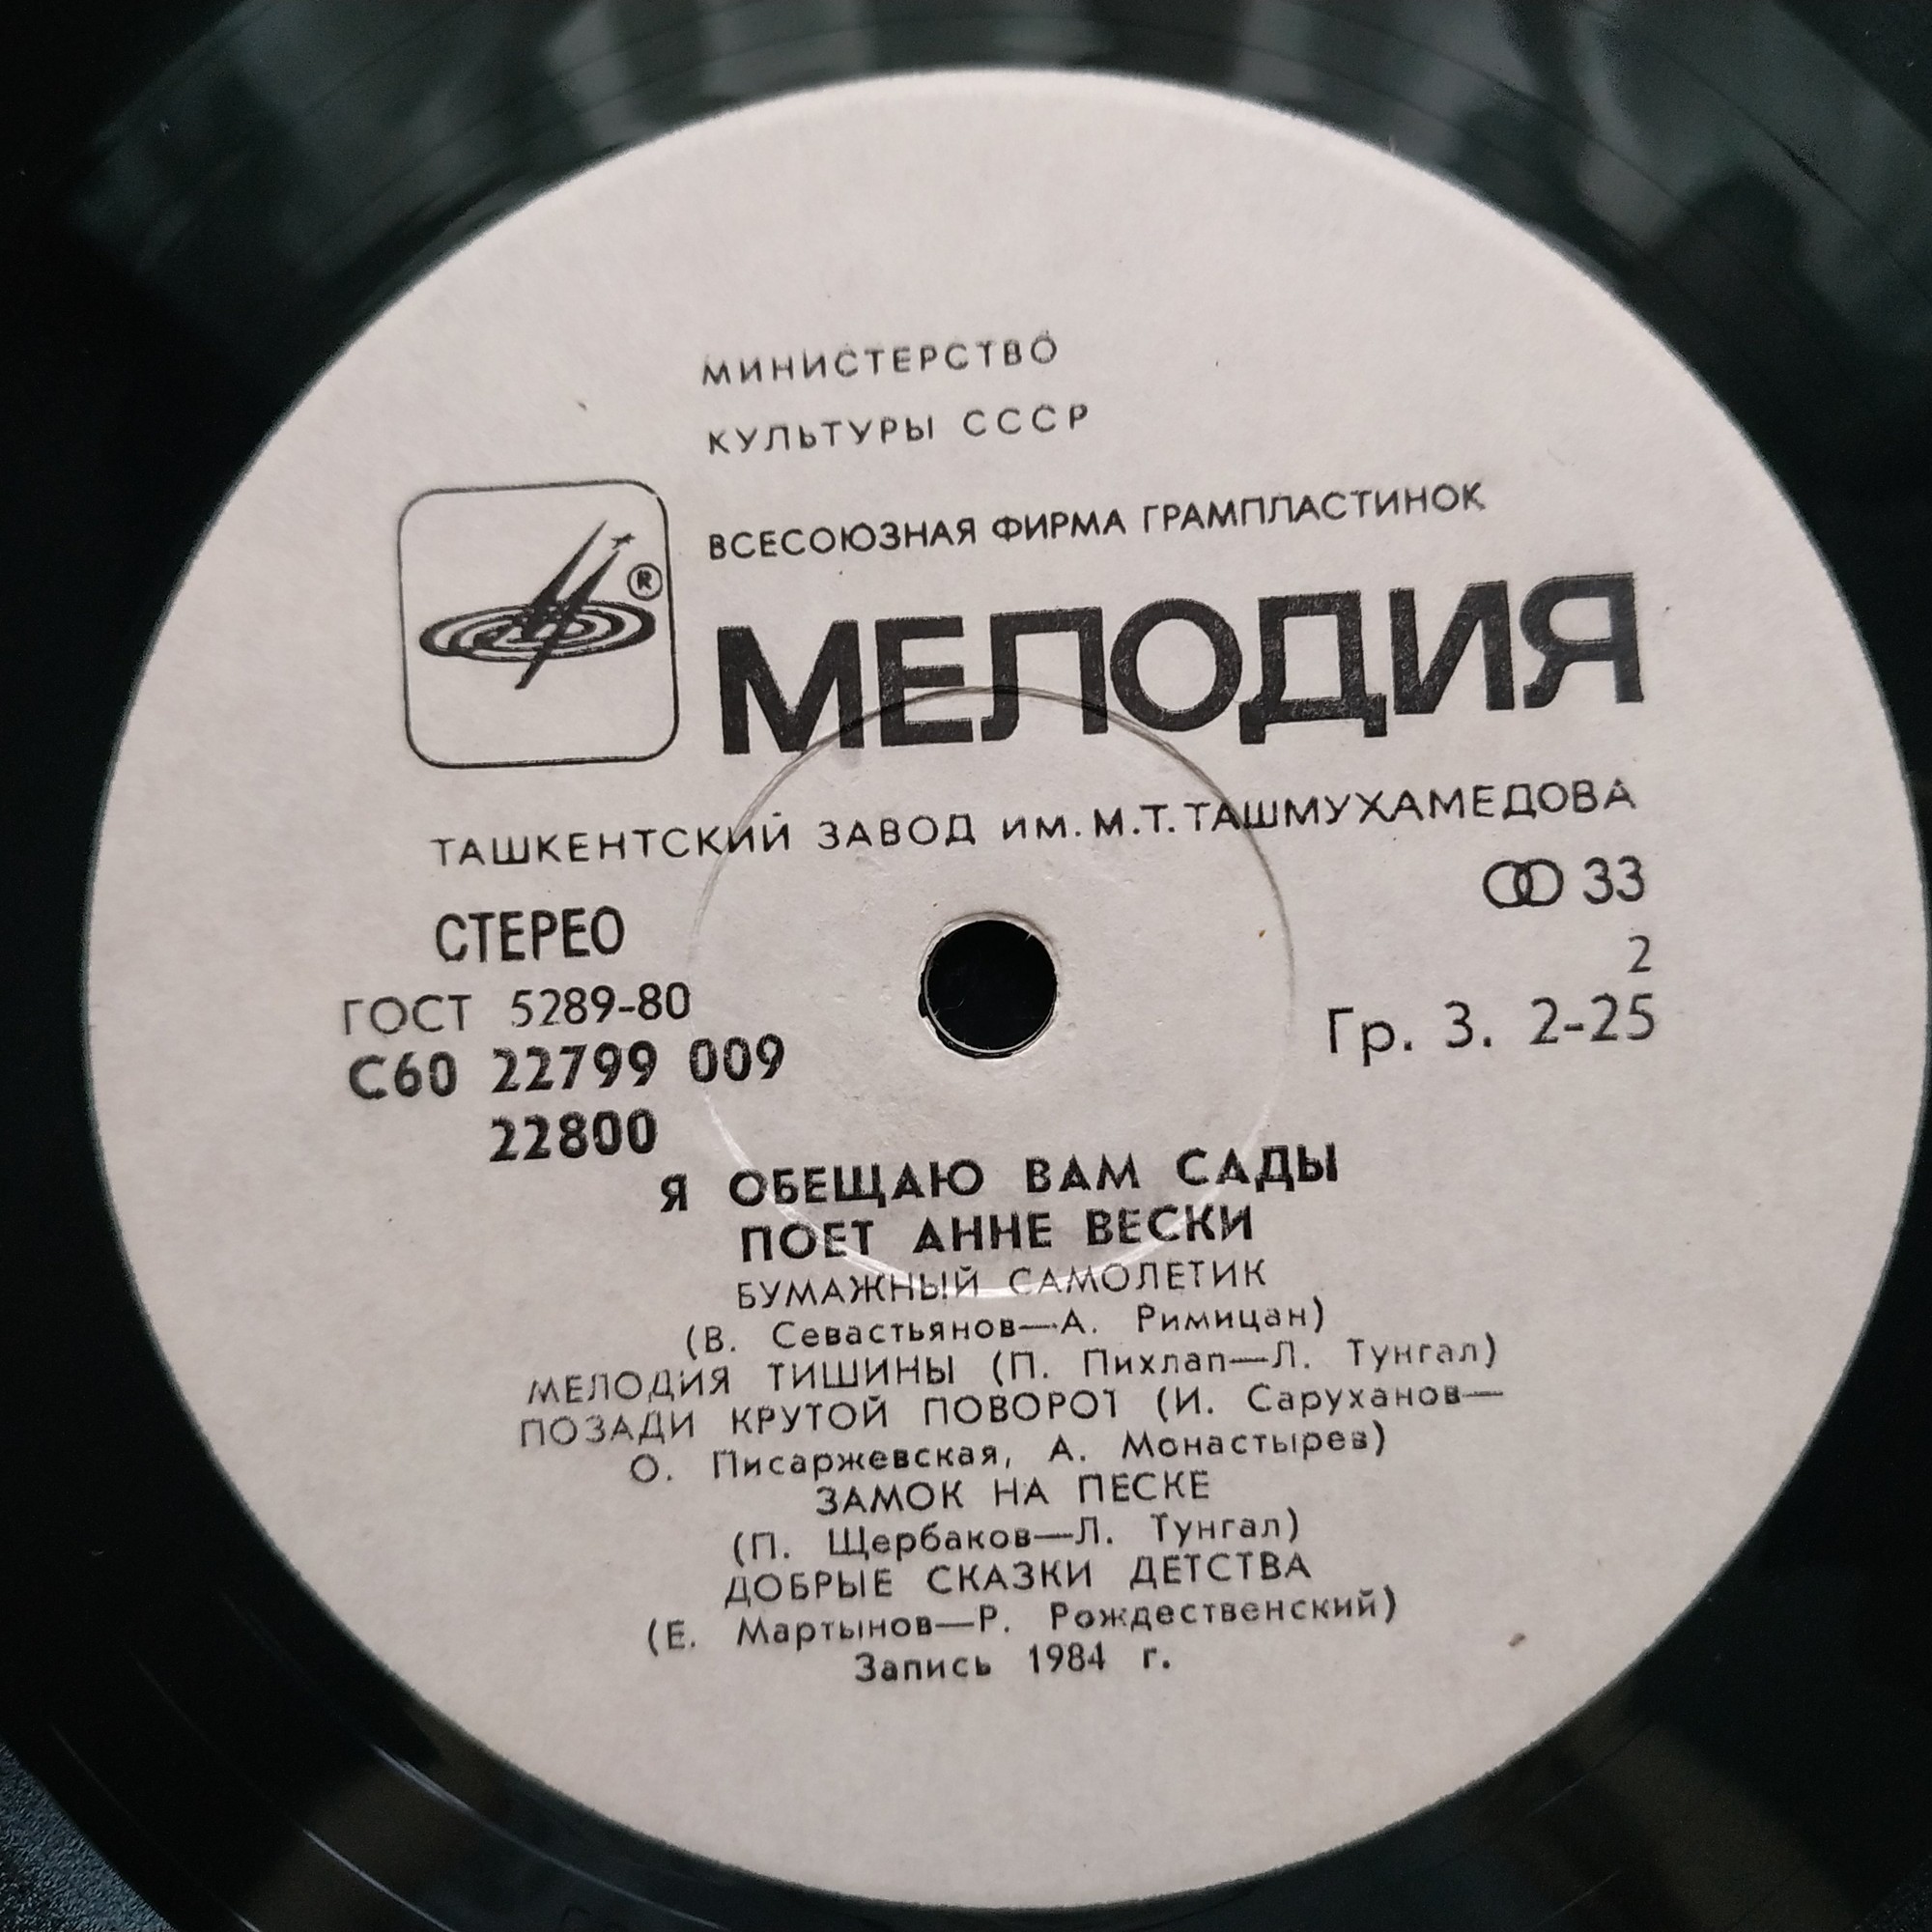 МИНИСТЕРСТВО
КУЛЬТУРЫ СССР
ВСЕСОЮЗНАЯ ФИРМА ГРАМПЛАСТИНОК
®
МЕЛОДИЯ
ТАШКЕНТСКИЙ ЗАВОД ИМ. М.Т. ТАШМУХАМЕДОВА
СТЕРЕО
33
2
ГОСТ 5289-80
Гр. 3. 2-25
С60 22799 009
22800
Я ОБЕЩАЮ ВАМ САДЫ
ПОЕТ АННЕ ВЕСКИ
БУМАЖНЫЙ САМОЛЕТИК
(В. Севастьянов—А. Римицан)
МЕЛОДИЯ ТИШИНЫ (П. Пихлап—Л. Тунгал)
ПОЗАДИ КРУТОЙ ПОВОРОТ (И. Саруханов—
О. Писаржевская, А. Монастырев)
ЗАМОК НА ПЕСКЕ
(П. Щербаков—Л. Тунгал)
ДОБРЫЕ СКАЗКИ ДЕТСТВА
(Е. Мартынов—Р. Рождественский)
Запись 1984 г.